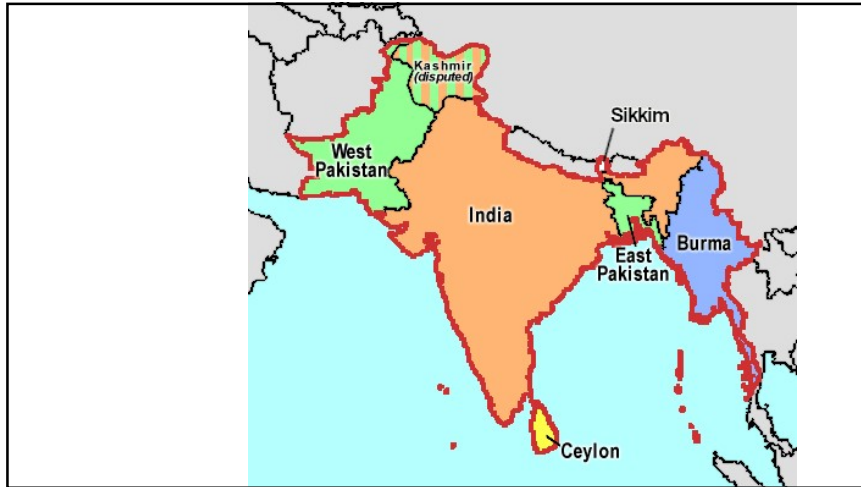 Kashmir
(disputed)
Sikkim
West
Pakistan
India
East
Pakistan
Burma
Ceylon